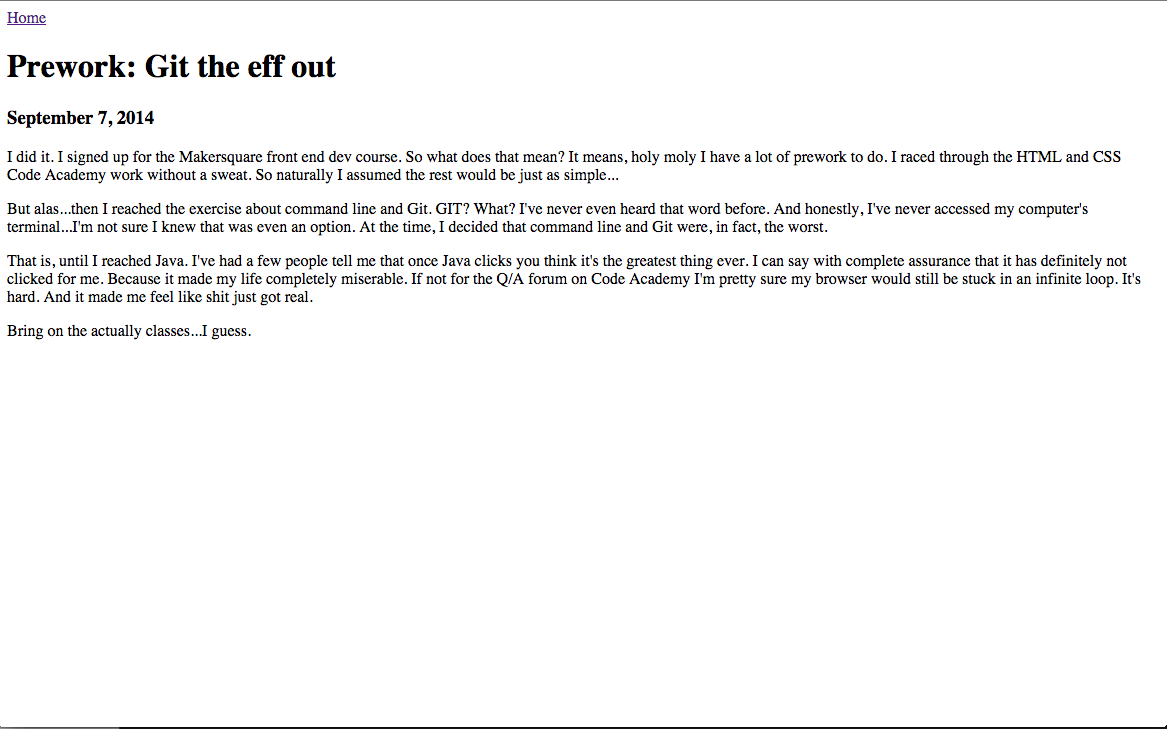 Home
Prework: Git the eff out
September 7, 2014
I did it. I signed up for the Makersquare front end dev course. So what does that mean? It means, holy moly I have a lot of prework to do. I raced through the HTML and CSS
Code Academy work without a sweat. So naturally I assumed the rest would be just as simple...
But alas...then I reached the exercise about command line and Git. GIT? What? I've never even heard that word before. And honestly, I've never accessed my computer's
terminal...I'm not sure I knew that was even an option. At the time, I decided that command line and Git were, in fact, the worst.
That is, until I reached Java. I've had a few people tell me that once Java clicks you think it's the greatest thing ever. I can say with complete assurance that it has definitely not
clicked for me. Because it made my life completely miserable. If not for the Q/A forum on Code Academy I'm pretty sure my browser would still be stuck in an infinite loop. It's
hard. And it made me feel like shit just got real.
Bring on the actually classes...I guess.